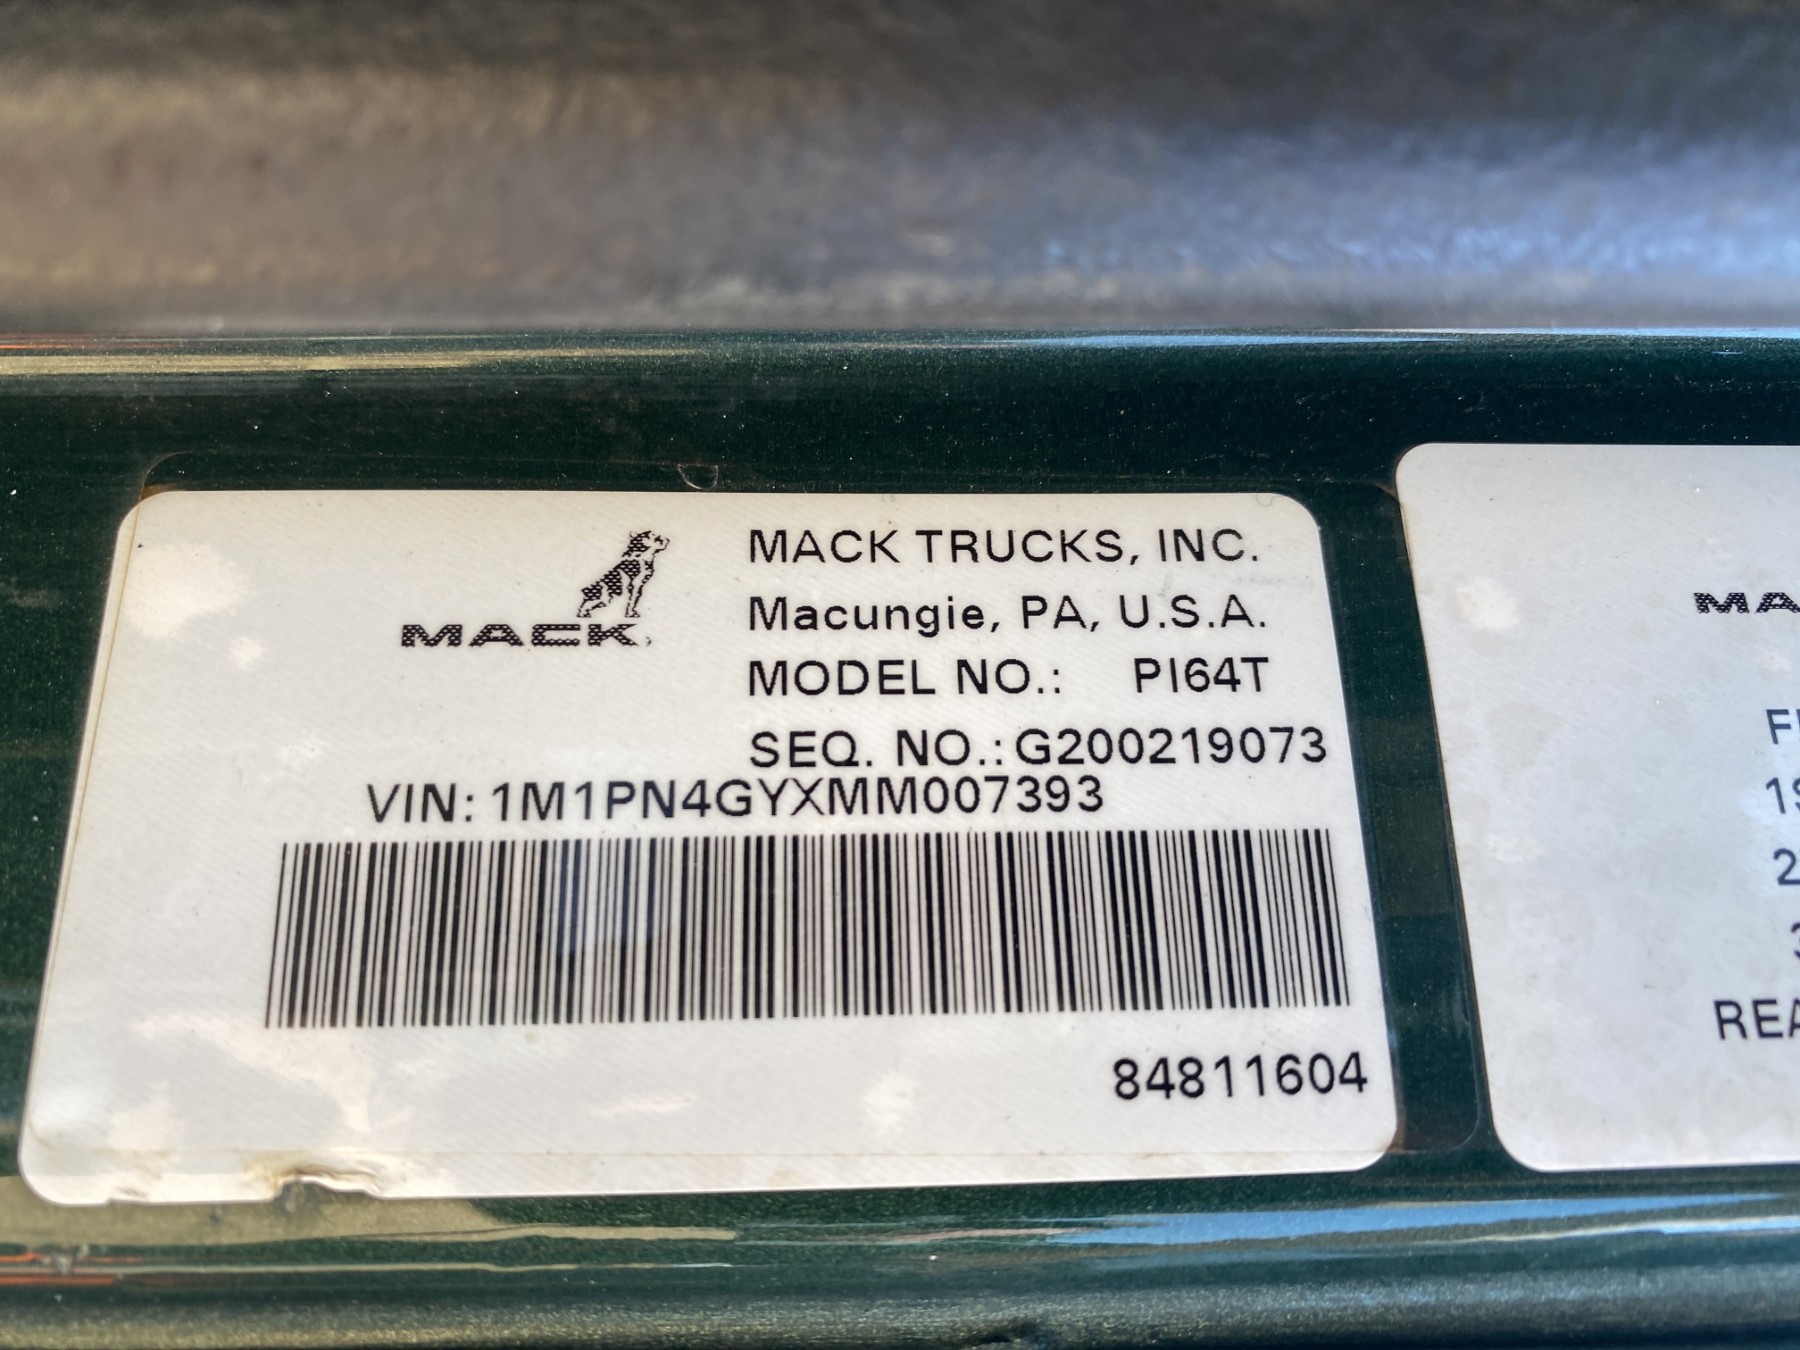 MACK
MACK TRUCKS, INC.
Macungie, PA, U.S.A.
MODEL NO.: PI64T
SEQ. NO.: G200219073
VIN: 1M1PN4GYXMM007393
84811604